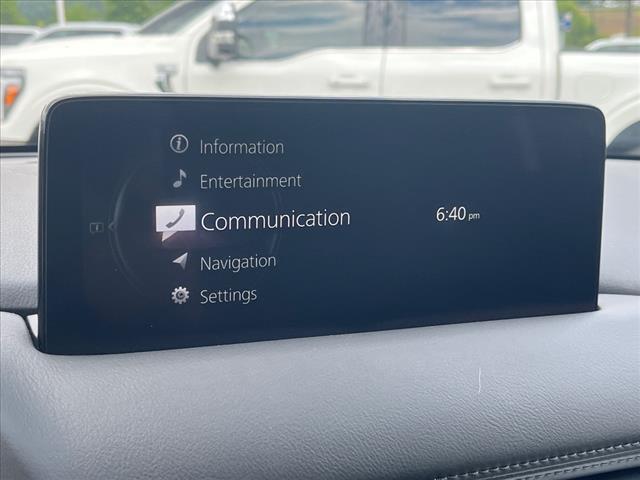 Information
Entertainment
Communication 6:40 pm
Navigation
Settings